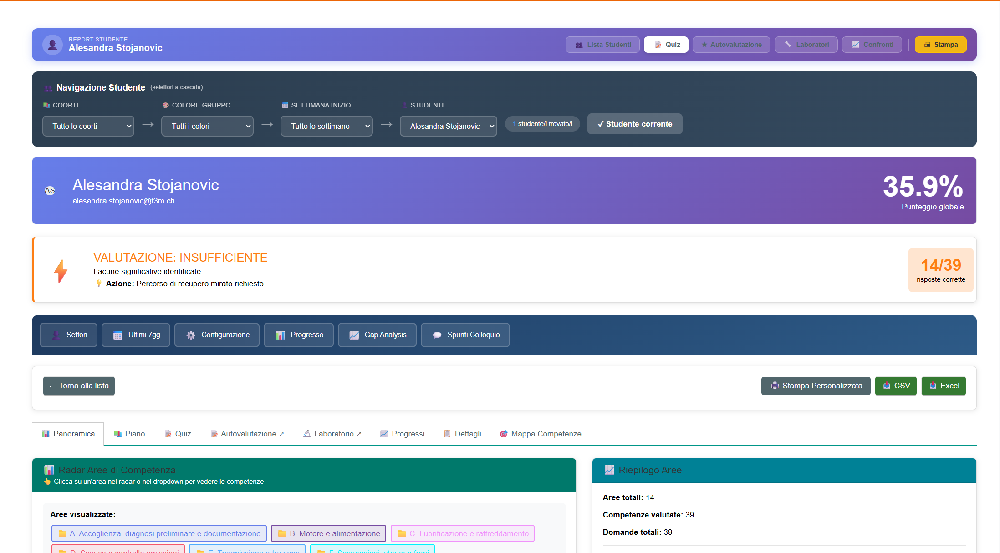 REPORT STUDENTE
Alesandra Stojanovic
Lista Studenti
Quiz
★ Autovalutazione
Laboratori
Confronti
Stampa
Navigazione Studente (selettori a cascata)
COORTE
COLORE GRUPPO
SETTIMANA INIZIO
STUDENTE
Tutte le coorti
→
Tutti i colori
→
Tutte le settimane
→
Alesandra Stojanovic
1 studente/i trovato/i
✓ Studente corrente
AS
Alesandra Stojanovic
alesandra.stojanovic@f3m.ch
35.9%
Punteggio globale
VALUTAZIONE: INSUFFICIENTE
Lacune significative identificate.
Azione: Percorso di recupero mirato richiesto.
14/39
risposte corrette
Settori
Ultimi 7gg
Configurazione
Progresso
Gap Analysis
Spunti Colloquio
← Torna alla lista
Stampa Personalizzata
CSV
Excel
Panoramica
Piano
Quiz
Autovalutazione ↗
Laboratorio ↗
Progressi
Dettagli
Mappa Competenze
Radar Aree di Competenza
Clicca su un'area nel radar o nel dropdown per vedere le competenze
Aree visualizzate:
A. Accoglienza, diagnosi preliminare e documentazione
B. Motore e alimentazione
C. Lubrificazione e raffreddamento
D. Scarico e controllo emissioni
E. Trasmissione e trazione
F. Sospensioni, sterzo e freni
Riepilogo Aree
Aree totali: 14
Competenze valutate: 39
Domande totali: 39